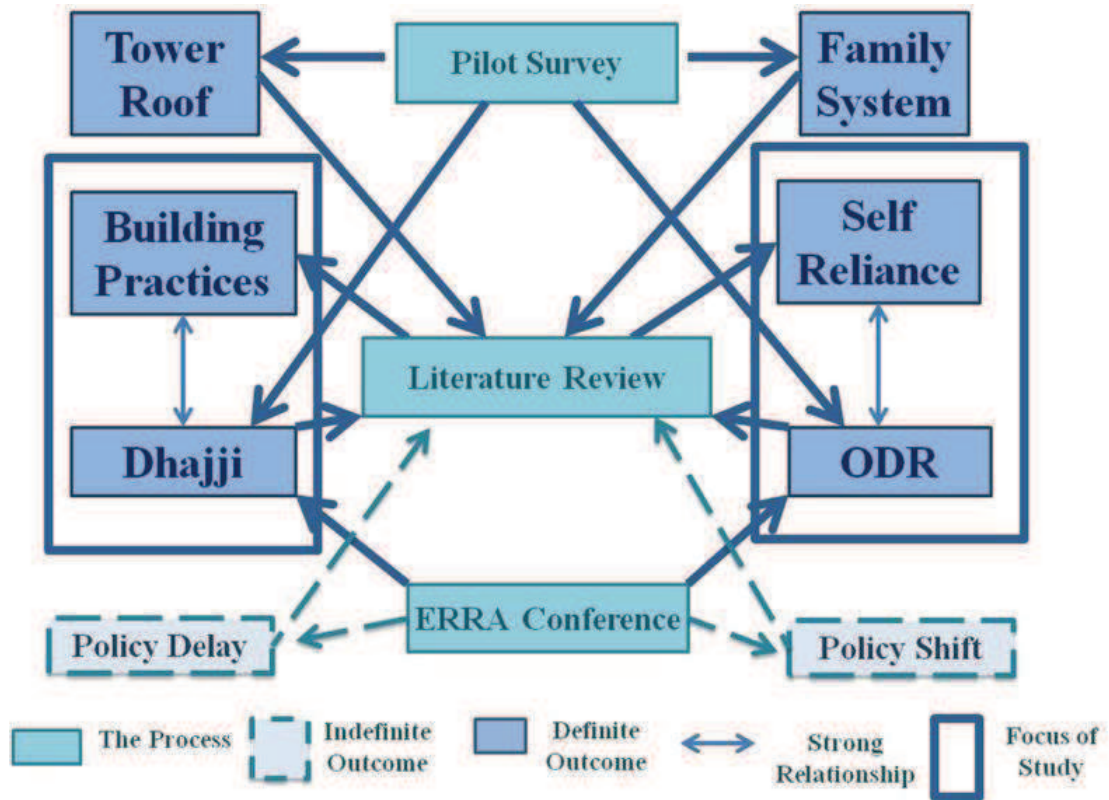 Tower
Roof
Pilot Survey
Family
System
Building
Practices
Self
Reliance
Literature Review
Dhajji
ODR
ERRA Conference
Policy Delay
Policy Shift
The Process
Indefinite
Outcome
Definite
Outcome
Strong
Relationship
Focus of
Study